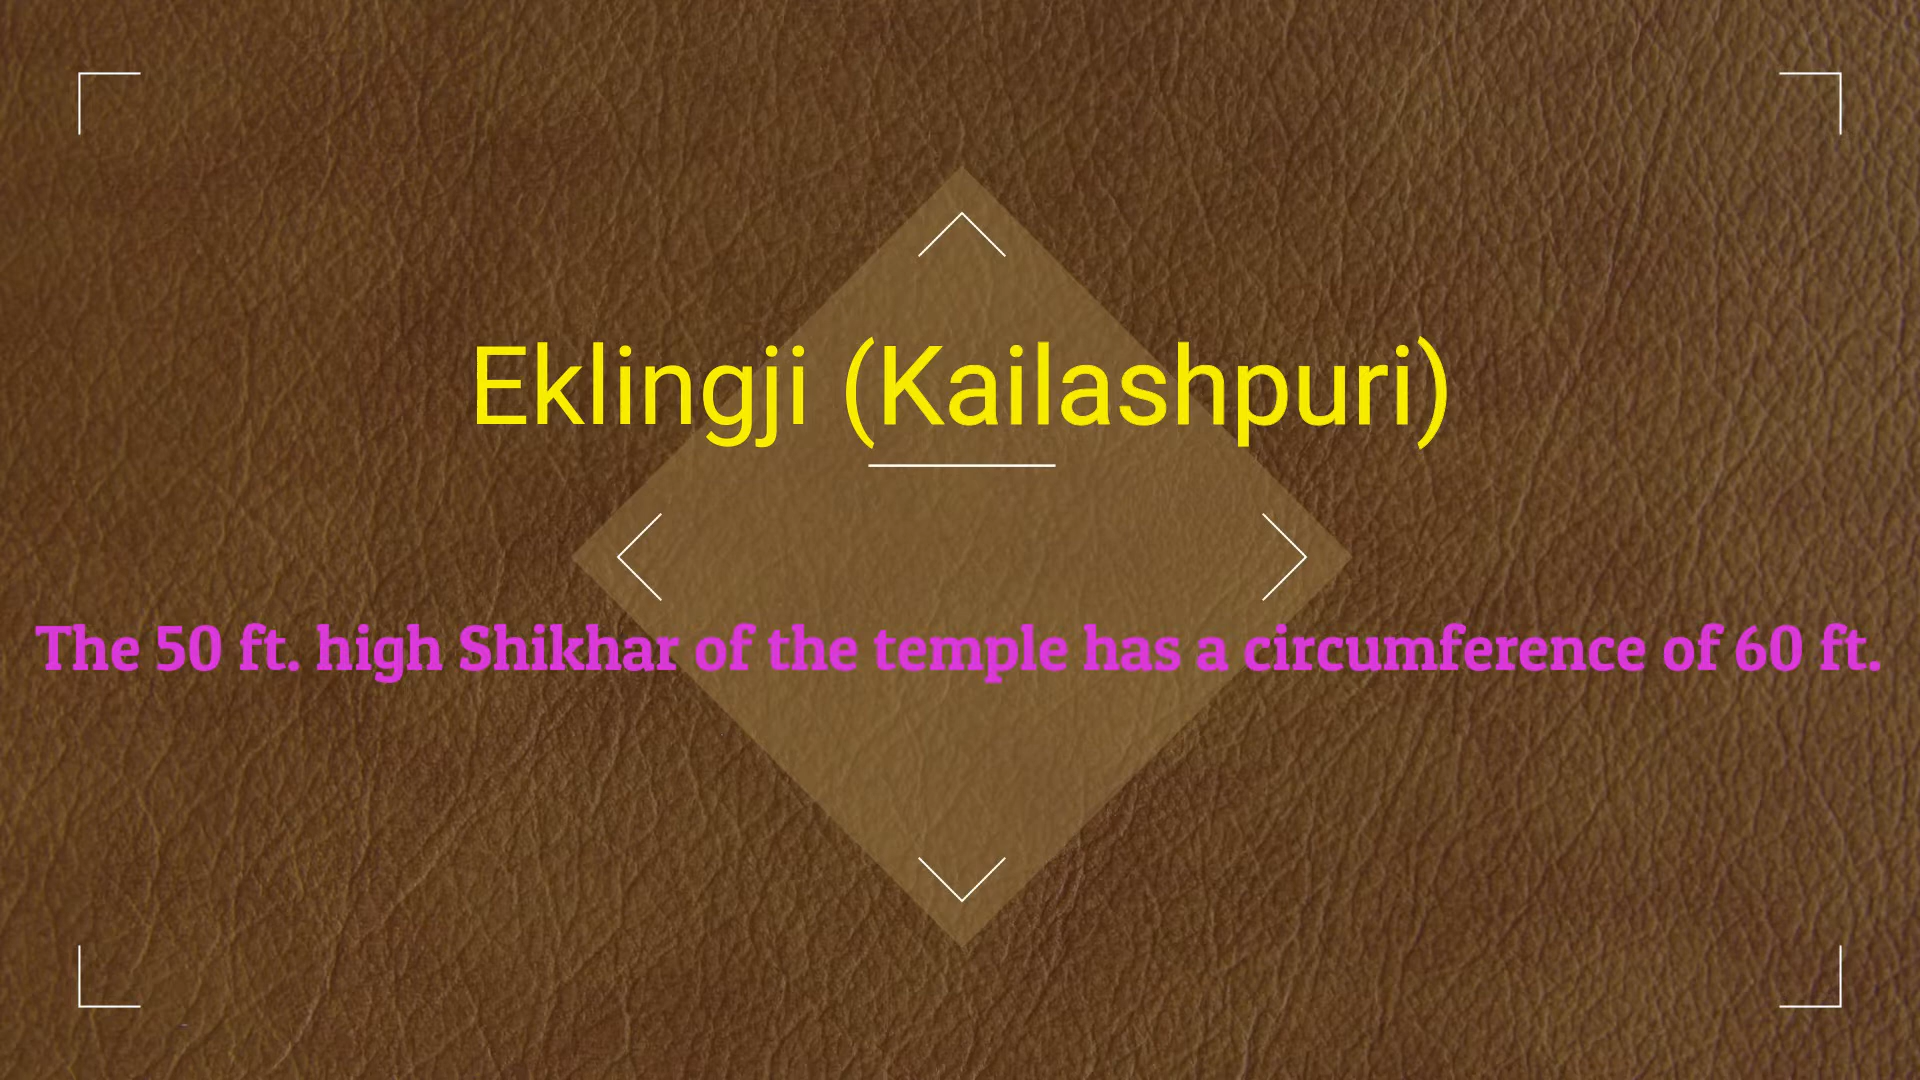 Eklingji (Kailashpuri)
The 50 ft. high Shikhar of the temple has a circumference of 60 ft.